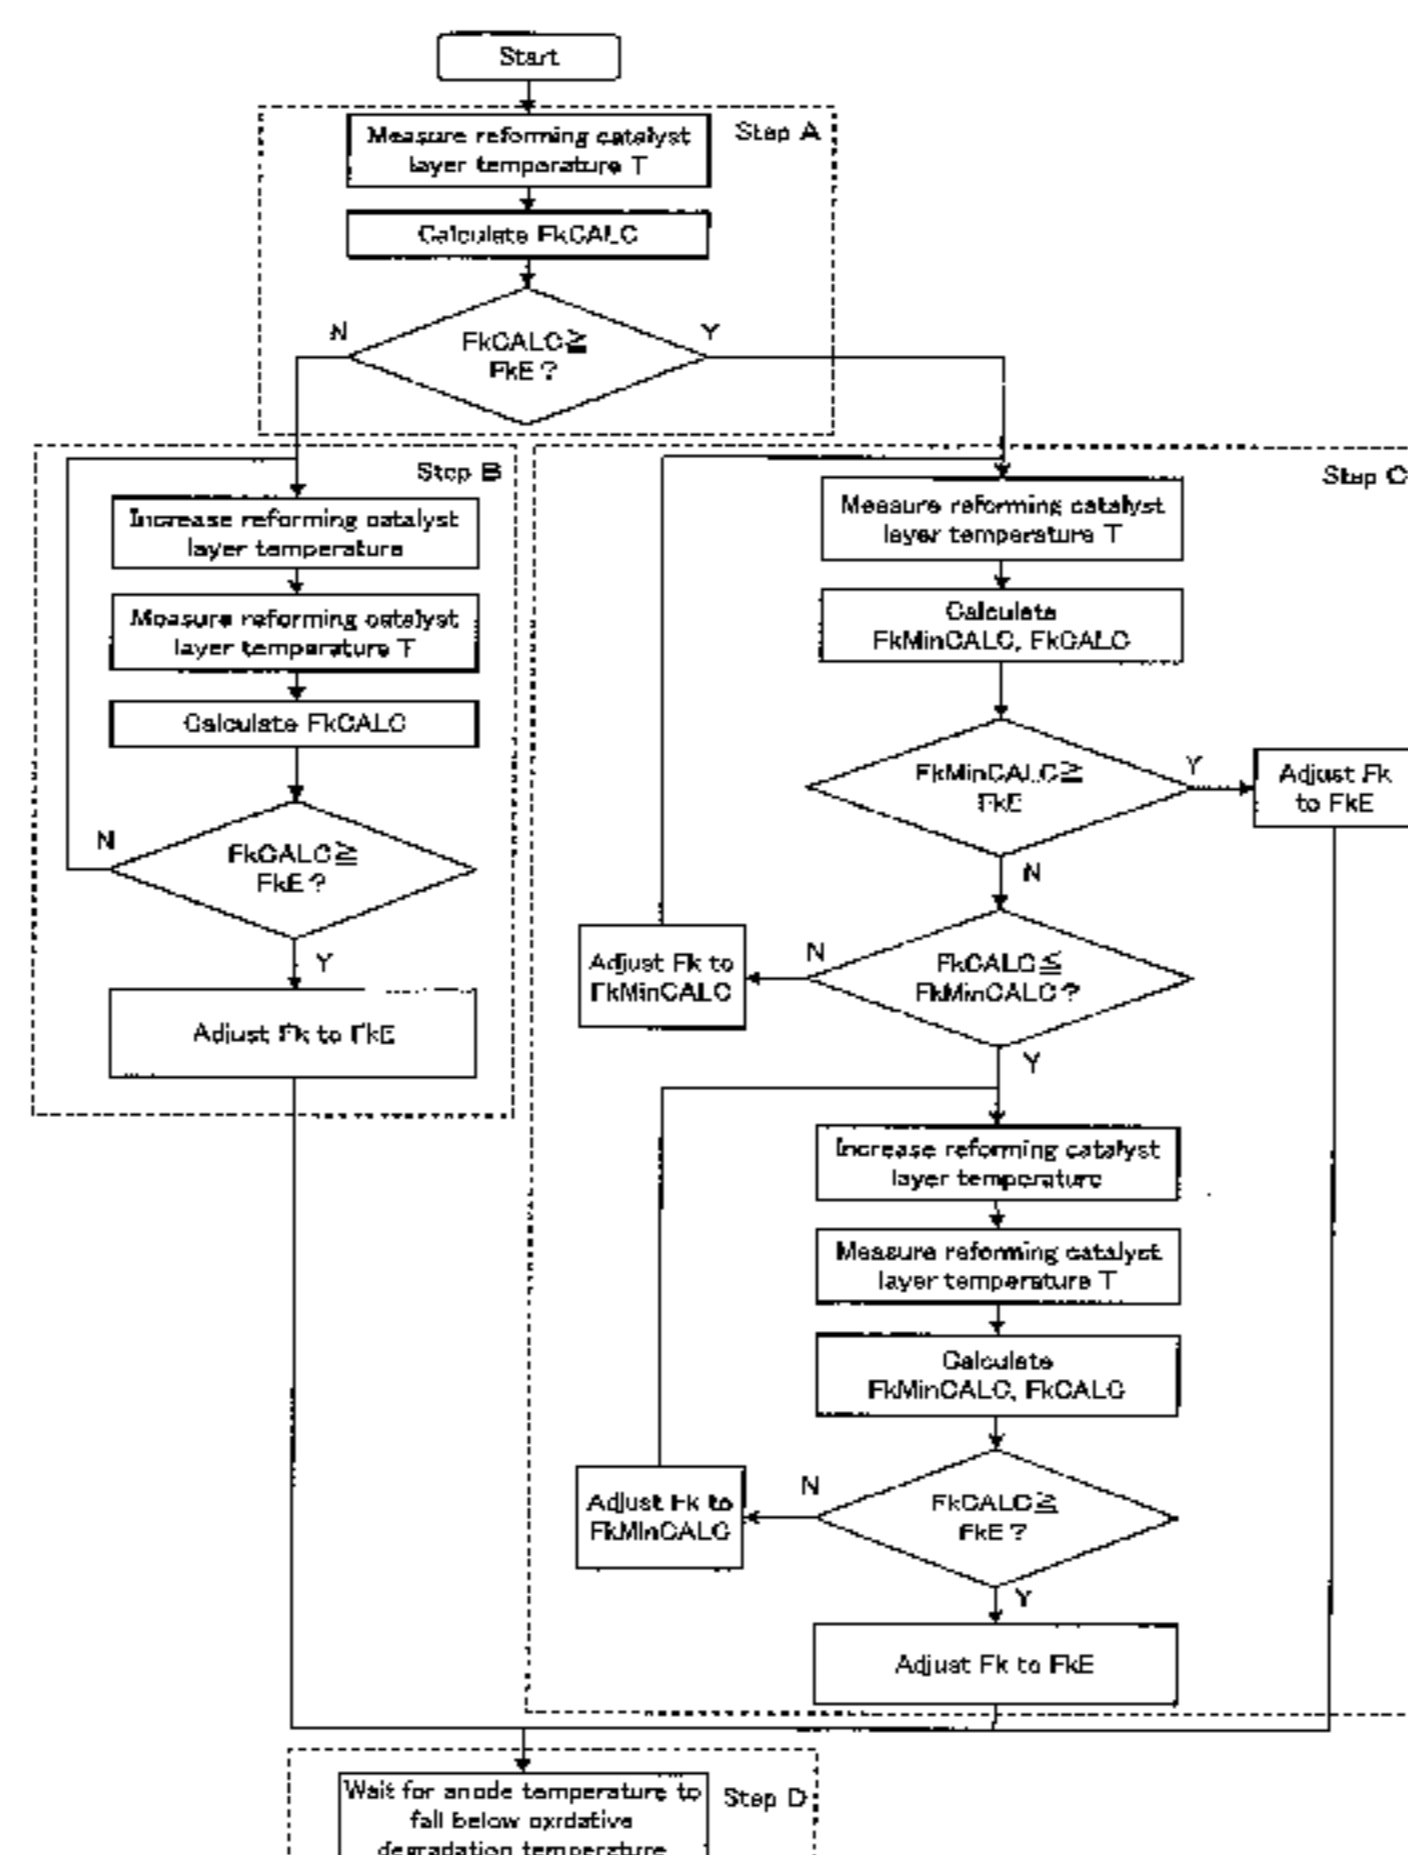 Start
Step A
Measure reforming catalyst
layer temperature T
Calculate FkCALC
N
Y
FkCALC≧
FkE?
Step B
Increase reforming catalyst
layer temperature
Measure reforming catalyst
layer temperature T
Calculate FkCALC
N
FkCALC≧
FkE?
Y
Adjust Fk to FkE
Step C
Measure reforming catalyst
layer temperature T
Calculate
FkMinCALC, FkCALC
FkMinCALC≧
FkE
Y
Adjust Fk
to FkE
N
FkCALC≦
FkMinCALC?
N
Adjust Fk to
FkMinCALC
Y
Increase reforming catalyst
layer temperature
Measure reforming catalyst
layer temperature T
Calculate
FkMinCALC, FkCALC
FkCALC≧
FkE?
N
Adjust Fk to
FkMinCALC
Y
Adjust Fk to FkE
Step D
Wait for anode temperature to
fall below oxrdative
degradation temperature